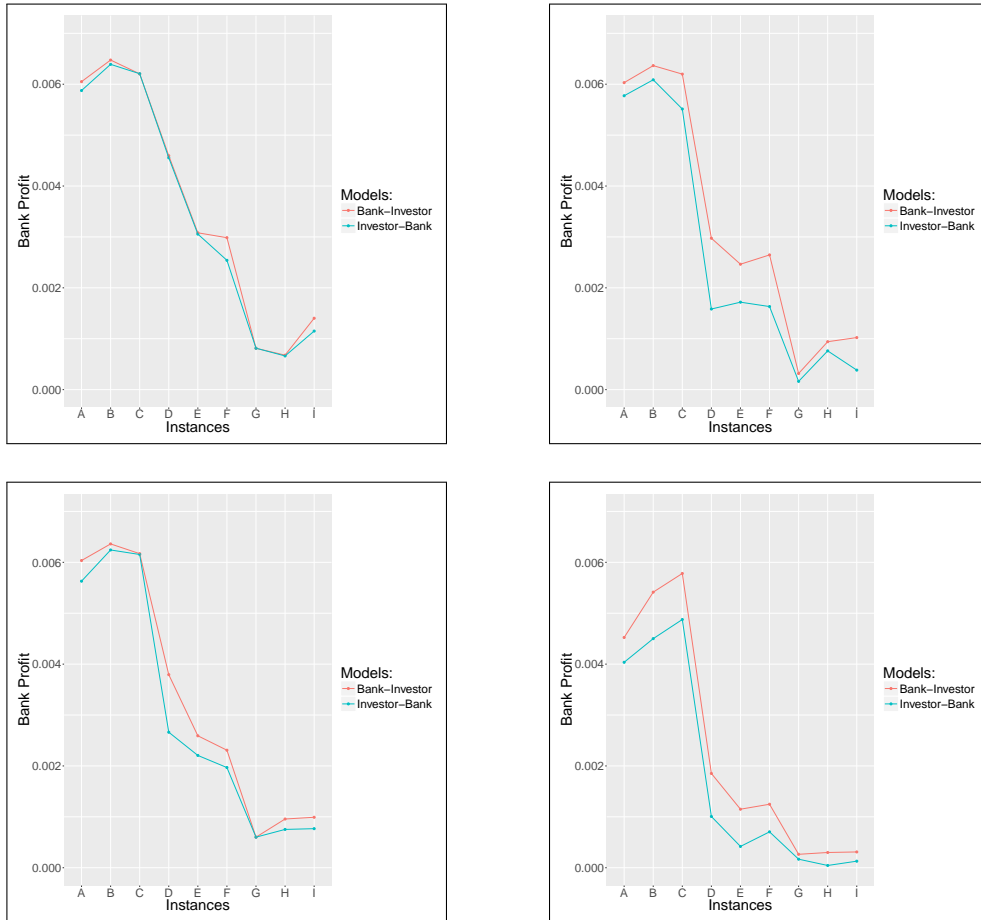 Bank Profit
0.006
0.004
0.002
0.000
A B C D E F G H I
Instances
Models:
Bank-Investor
Investor-Bank
Bank Profit
0.006
0.004
0.002
0.000
A B C D E F G H I
Instances
Models:
Bank-Investor
Investor-Bank
Bank Profit
0.006
0.004
0.002
0.000
A B C D E F G H I
Instances
Models:
Bank-Investor
Investor-Bank
Bank Profit
0.006
0.004
0.002
0.000
A B C D E F G H I
Instances
Models:
Bank-Investor
Investor-Bank